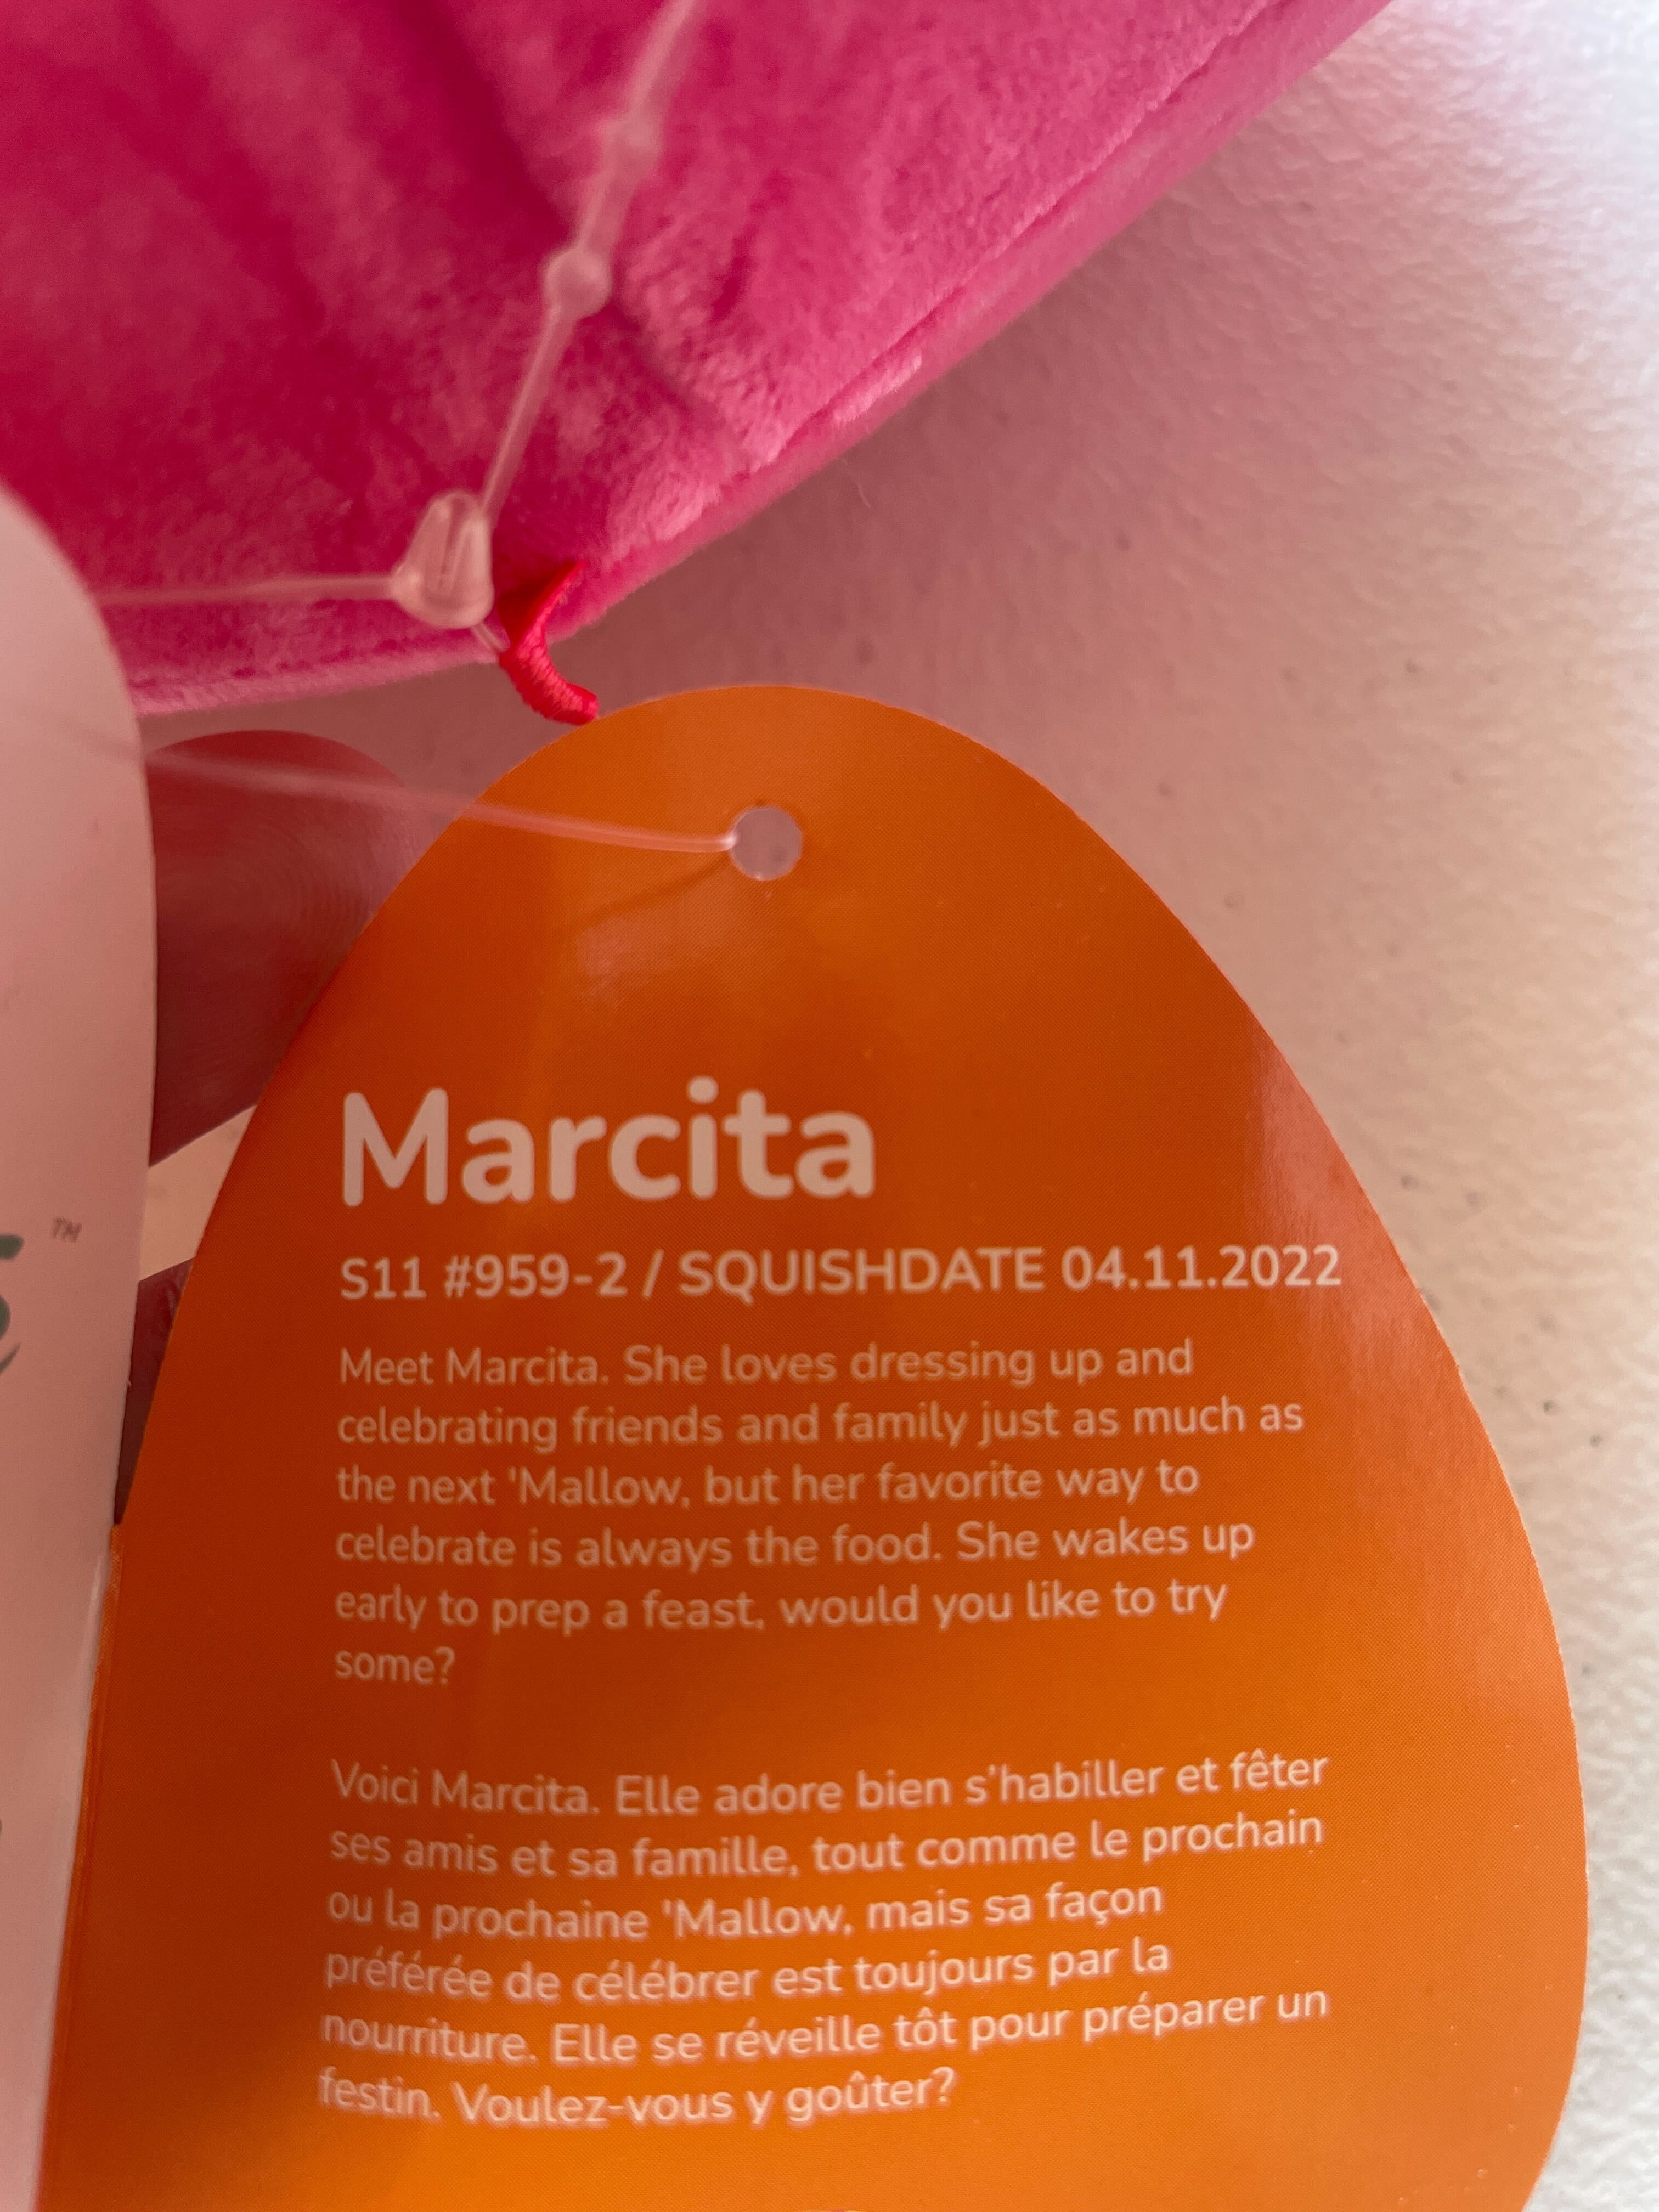 Marcita
S11 #959-2 / SQUISHDATE 04.11.2022
Meet Marcita. She loves dressing up and
celebrating friends and family just as much as
the next 'Mallow, but her favorite way to
celebrate is always the food. She wakes up
early to prep a feast, would you like to try
some?
Voici Marcita. Elle adore bien s'habiller et fêter
ses amis et sa famille, tout comme le prochain
ou la prochaine 'Mallow, mais sa façon
préférée de célébrer est toujours par la
nourriture. Elle se réveille tôt pour préparer un
festin. Voulez-vous y goûter?
TM